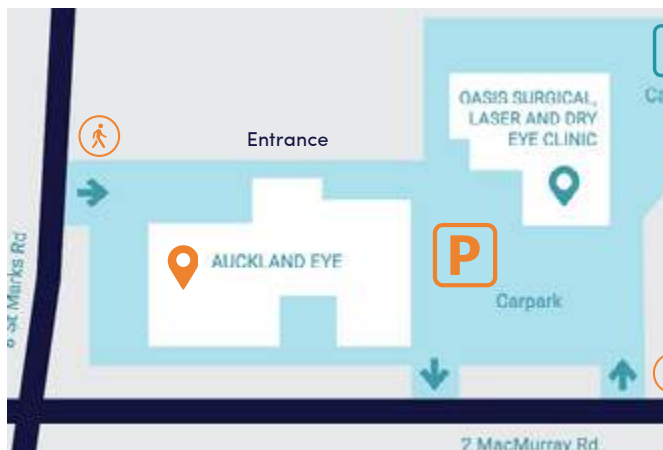 OASIS SURGICAL,
LASER AND DRY
EYE CLINIC
Entrance
AUCKLAND EYE
P
Carpark
St Marks Rd
2 MacMurray Rd